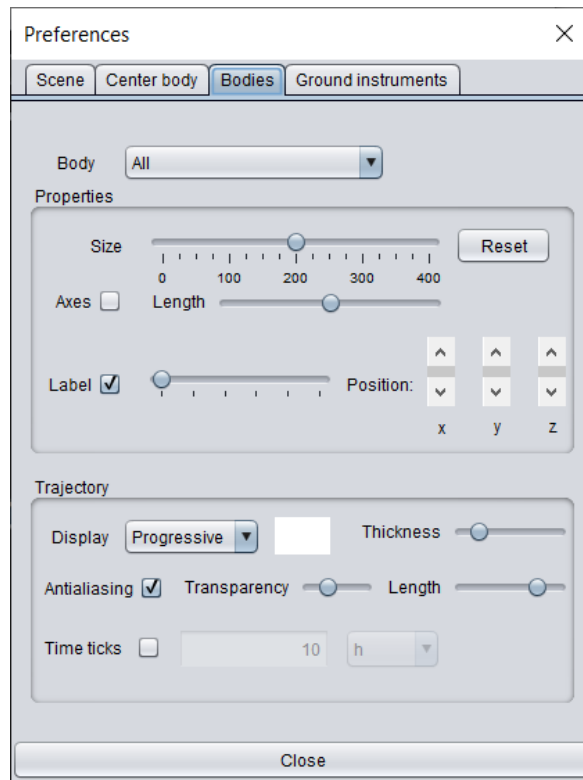 Preferences
Scene Center body Bodies Ground instruments
Body All
Properties
Size Reset
0 100 200 300 400
Axes Length
Label Position:
x y z
Trajectory
Display Progressive Thickness
Antialiasing Transparency Length
Time ticks 10 h
Close